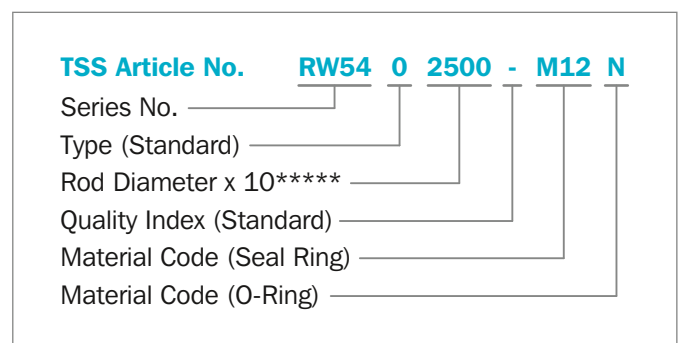 TSS Article No. RW54 0 2500 - M12 N
Series No.
Type (Standard)
Rod Diameter x 10*****
Quality Index (Standard)
Material Code (Seal Ring)
Material Code (O-Ring)